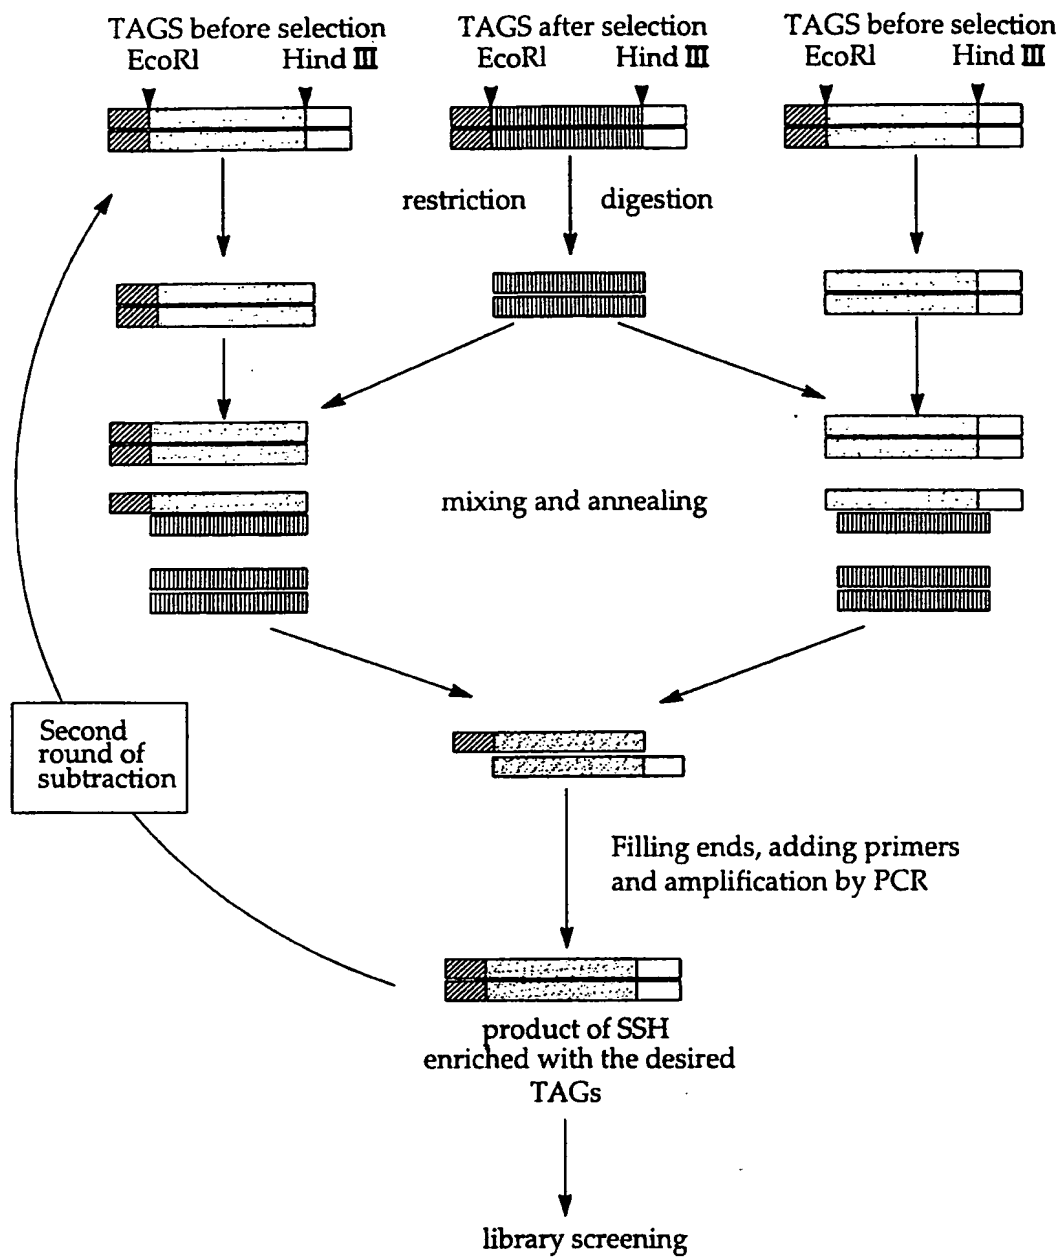 TAGS before selection
EcoRl Hind III
TAGS after selection
EcoRl Hind III
TAGS before selection
EcoRl Hind III
restriction digestion
mixing and annealing
Second
round of
subtraction
Filling ends, adding primers
and amplification by PCR
product of SSH
enriched with the desired
TAGs
library screening